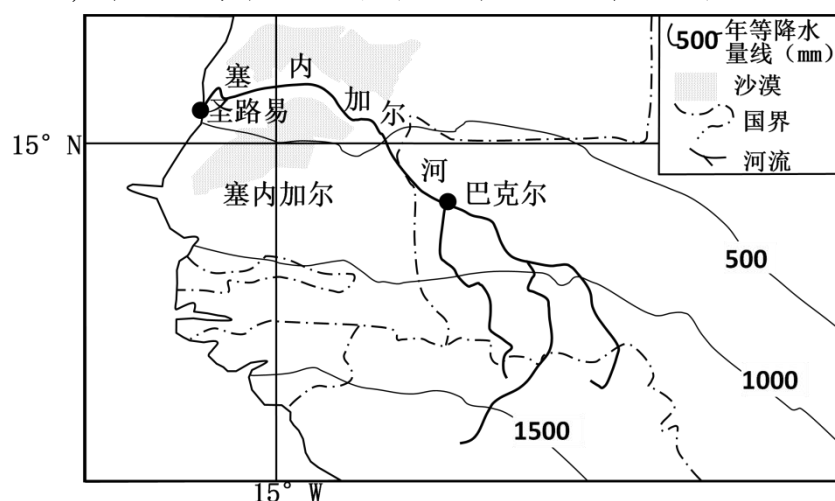 500
年等降水
量线（mm）
沙漠
国界
河流
塞 内 加 尔 河
圣路易
15° N
塞内加尔
巴克尔
500
1000
1500
15° W